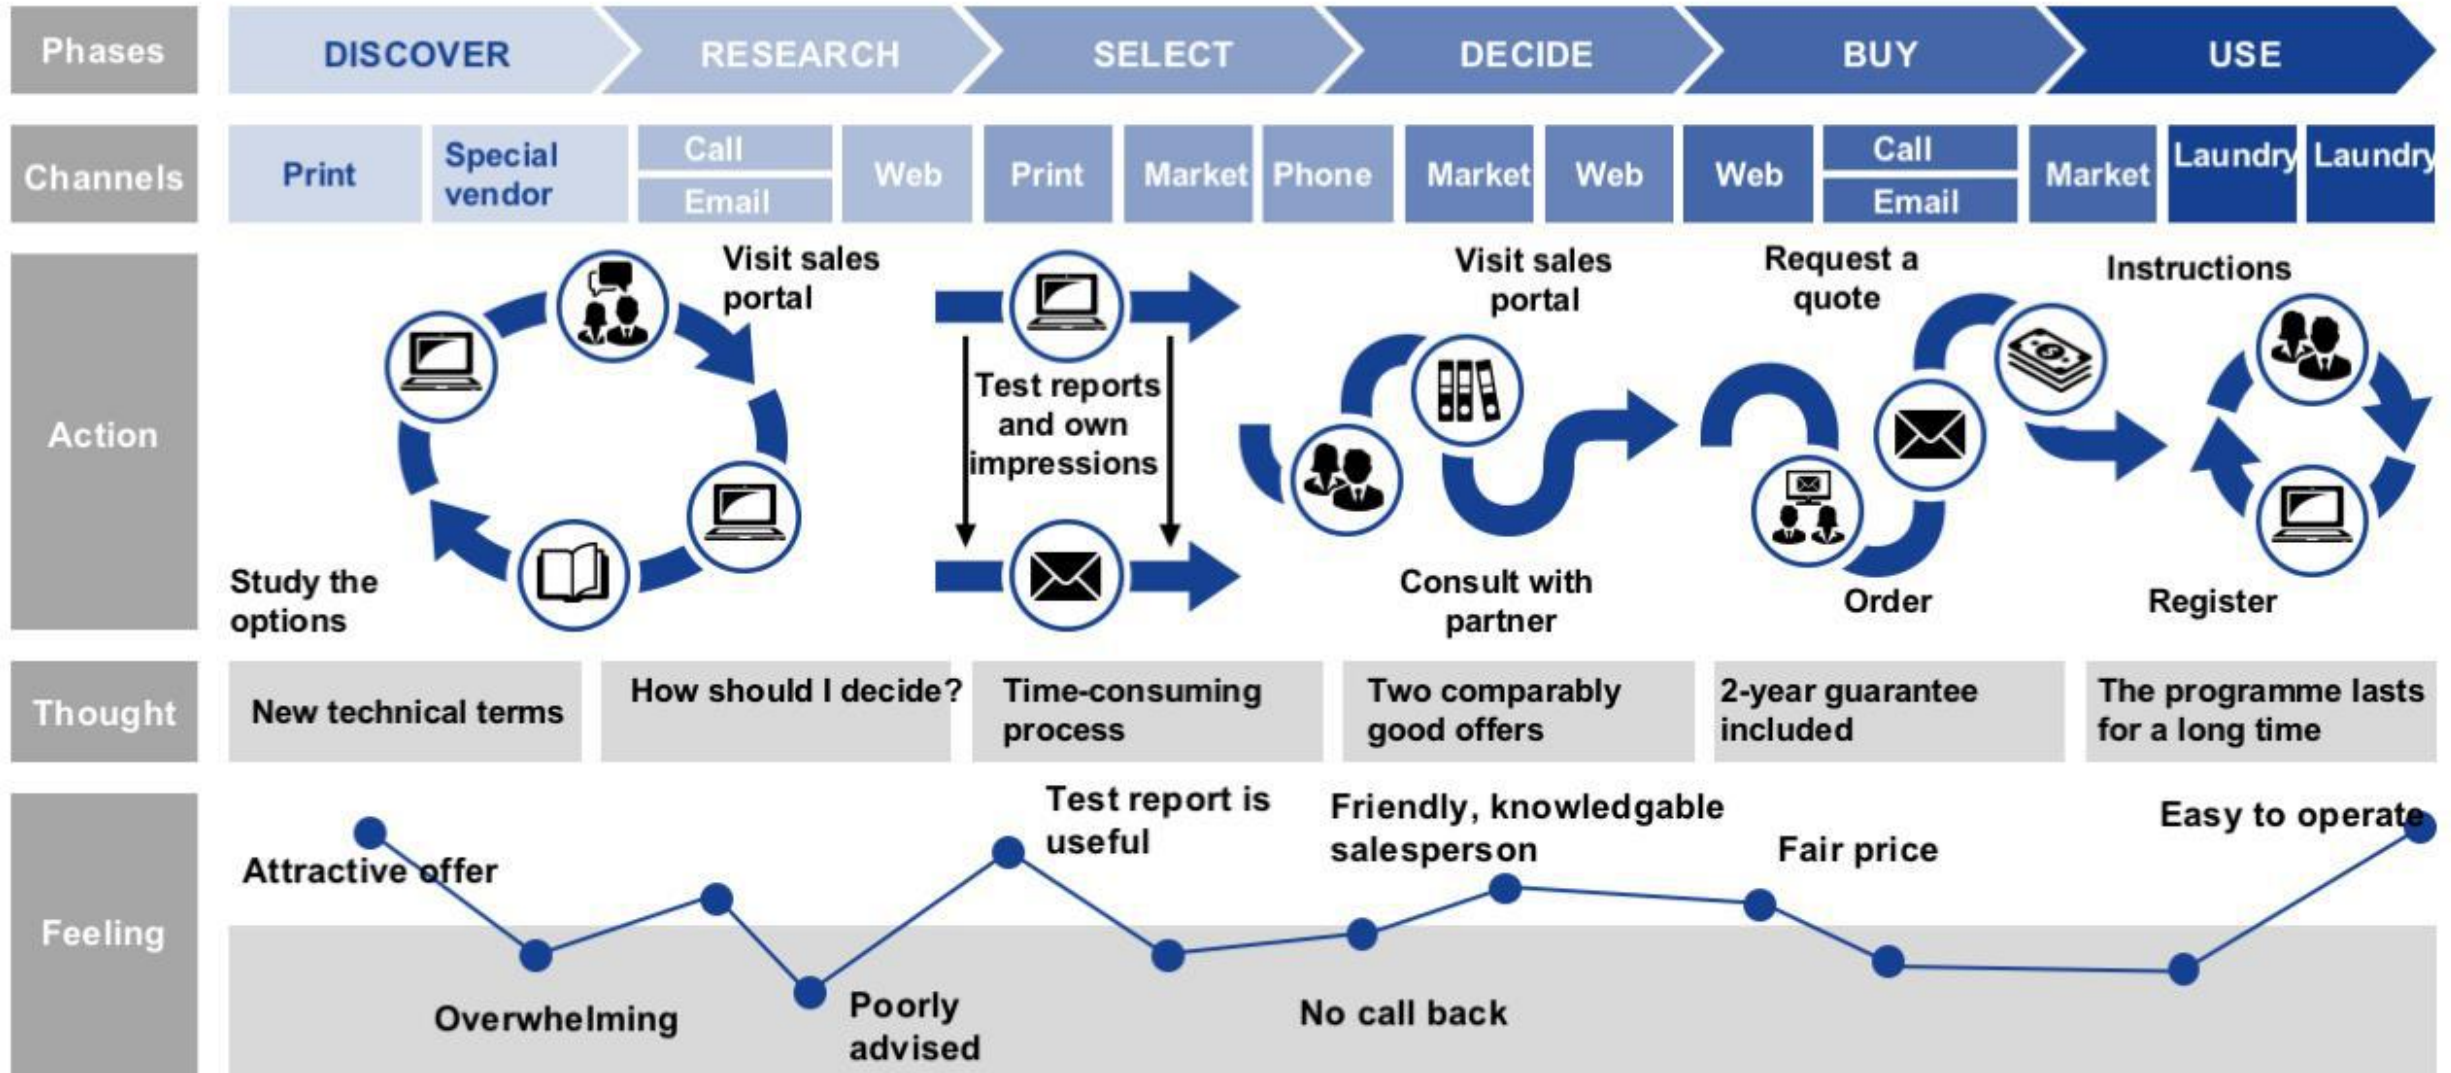 Phases
DISCOVER
RESEARCH
SELECT
DECIDE
BUY
USE
Channels
Print
Special
vendor
Call
Email
Web
Print
Market
Phone
Market
Web
Web
Call
Email
Market
Laundry
Laundry
Action
Study the
options
Visit sales
portal
Test reports
and own
impressions
Visit sales
portal
Consult with
partner
Request a
quote
Order
Instructions
Register
Thought
New technical terms
How should I decide?
Time-consuming
process
Two comparably
good offers
2-year guarantee
included
The programme lasts
for a long time
Feeling
Attractive offer
Overwhelming
Poorly
advised
Test report is
useful
No call back
Friendly, knowledgable
salesperson
Fair price
Easy to operate